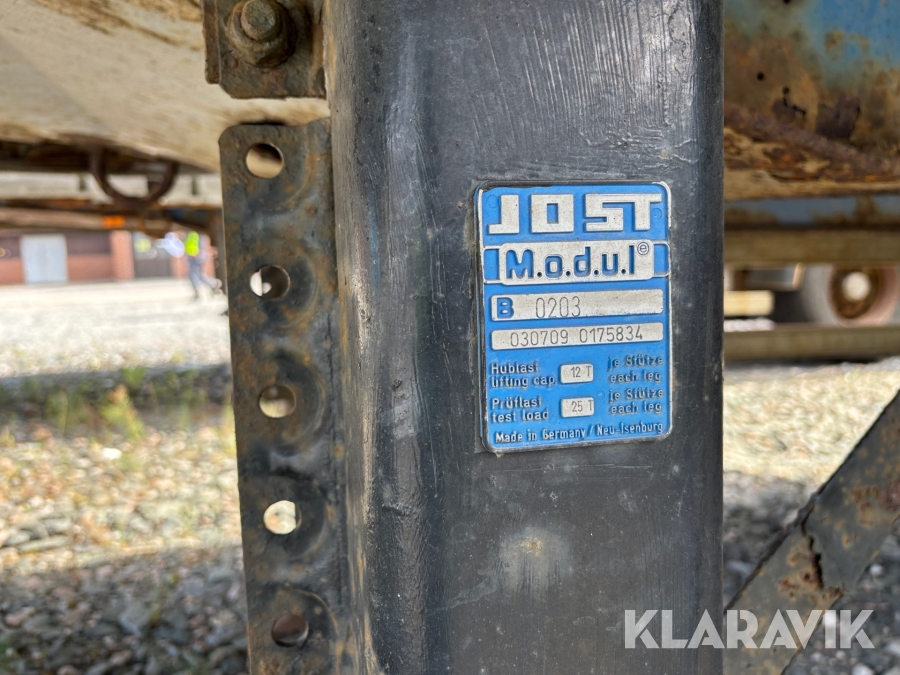 JOST
M.o.d.u.l e
B 0203
030709 0175834
Hublast 12 T je Stütze
lifting cap. each leg
Prüflast 25 T je Stütze
test load each leg
Made in Germany / Neu-Isenburg
KLARAVIK